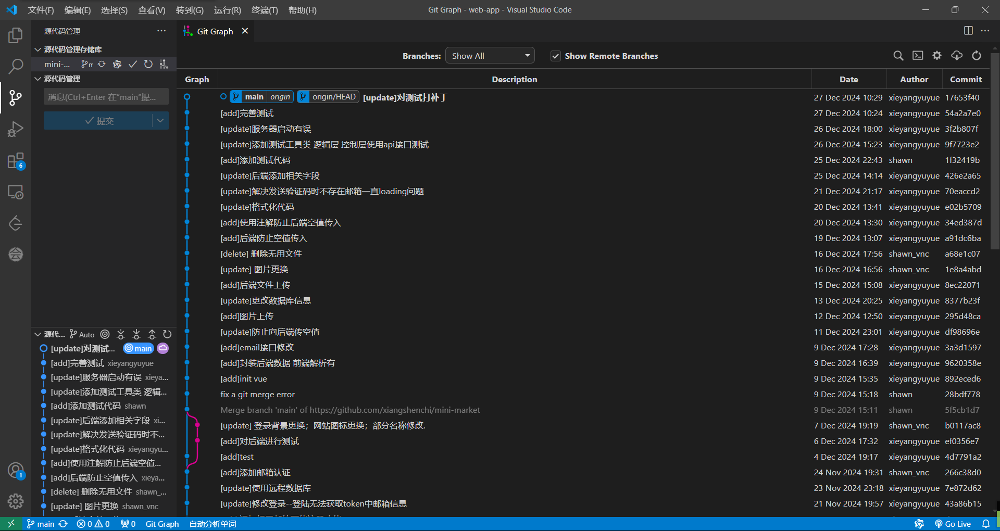 文件(F) 编辑(E) 选择(S) 查看(V) 转到(G) 运行(R) 终端(T) 帮助(H) Git Graph - web-app - Visual Studio Code
源代码管理
源代码管理存储库
mini-...
源代码管理
消息(Ctrl+Enter 在“main”提...
提交
6
1
源代... Auto
[update]对测试... main
[add]完善测试 xieyangyuyue
[update]服务器启动有误 xieya...
[update]添加测试工具类 逻辑...
[add]添加测试代码 shawn
[update]后端添加相关字段 xi...
[update]解决发送验证码时不...
[update]格式化代码 xieyangyu...
[add]使用注解防止后端空值...
[add]后端防止空值传入 xieya...
[delete] 删除无用文件 shawn_...
[update] 图片更换 shawn_vnc
Git Graph
Branches: Show All Show Remote Branches
Graph Description Date Author Commit
main origin origin/HEAD [update]对测试打补丁 27 Dec 2024 10:29 xieyangyuyue 17653f40
[add]完善测试 27 Dec 2024 10:24 xieyangyuyue 54a2a7e0
[update]服务器启动有误 26 Dec 2024 18:00 xieyangyuyue 3f2b807f
[update]添加测试工具类 逻辑层 控制层使用api接口测试 26 Dec 2024 15:23 xieyangyuyue 9f7723e2
[add]添加测试代码 25 Dec 2024 22:43 shawn 1f32419b
[update]后端添加相关字段 25 Dec 2024 14:14 xieyangyuyue 426e2a65
[update]解决发送验证码时不存在邮箱一直loading问题 21 Dec 2024 21:17 xieyangyuyue 70eaccd2
[update]格式化代码 20 Dec 2024 13:41 xieyangyuyue e02b5709
[add]使用注解防止后端空值传入 20 Dec 2024 13:30 xieyangyuyue 34ed387d
[add]后端防止空值传入 19 Dec 2024 13:07 xieyangyuyue a91dc6ba
[delete] 删除无用文件 16 Dec 2024 17:56 shawn_vnc a68e1c07
[update] 图片更换 16 Dec 2024 16:56 shawn_vnc 1e8a4abd
[add]后端文件上传 15 Dec 2024 15:08 xieyangyuyue 8ec22071
[update]更改数据库信息 13 Dec 2024 20:25 xieyangyuyue 8377b23f
[add]图片上传 12 Dec 2024 12:50 xieyangyuyue 295d48ca
[update]防止向后端传空值 11 Dec 2024 23:01 xieyangyuyue df98696e
[add]email接口修改 9 Dec 2024 17:28 xieyangyuyue 3a3d1597
[add]封装后端数据 前端解析有 9 Dec 2024 16:39 xieyangyuyue 9620358e
[add]init vue 9 Dec 2024 15:35 xieyangyuyue 892eced6
fix a git merge error 9 Dec 2024 15:18 shawn 28bdf778
Merge branch 'main' of https://github.com/xiangshenchi/mini-market 9 Dec 2024 15:11 shawn 5f5cb1d7
[update] 登录背景更换；网站图标更换；部分名称修改. 7 Dec 2024 19:19 shawn_vnc b0117ac8
[add]对后端进行测试 6 Dec 2024 17:32 xieyangyuyue ef0356e7
[add]test 4 Dec 2024 19:17 xieyangyuyue 4d7791a2
[add]添加邮箱认证 24 Nov 2024 19:31 shawn_vnc 266c38d0
[update]使用远程数据库 23 Nov 2024 23:18 xieyangyuyue 7e872d62
[update]修改登录--登陆无法获取token中邮箱信息 21 Nov 2024 19:57 xieyangyuyue 43a86b15
main 0 0 0 Git Graph 自动分析单词 Go Live